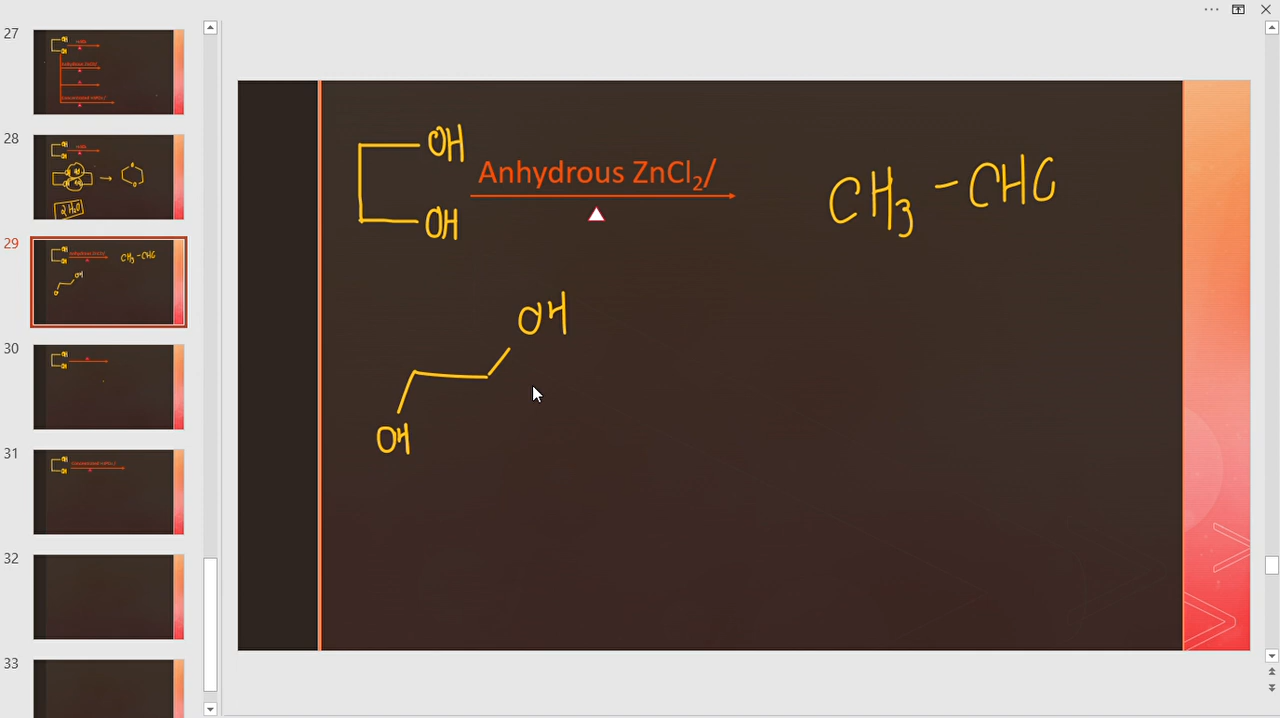 27
28
29
30
31
32
33
OH
Anhydrous ZnCl2/
OH
CH3-CHO
OH
OH